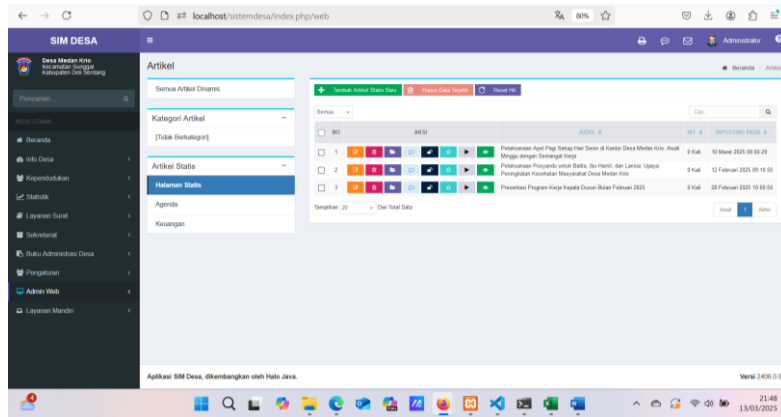 localhost/sistemdesa/index.php/web
80%
SIM DESA
Administrator
Desa Medan Krio
Kecamatan Sunggal
Kabupaten Deli Serdang
Pencarian...
MENU UTAMA
Beranda
Info Desa
Kependudukan
Statistik
Layanan Surat
Sekretariat
Buku Administrasi Desa
Pengaturan
Admin Web
Layanan Mandiri
Artikel
Beranda
Semua Artikel Dinamis
Kategori Artikel
[Tidak Berkategori]
Artikel Statis
Halaman Statis
Agenda
Keuangan
Tambah Artikel Statis Baru
Hapus Data Terpilih
Reset Hit
Semua
Cari...
NO AKSI JUDUL HIT DIPOSTING PADA
1 Pelaksanaan Apel Pagi Setiap Hari Senin di Kantor Desa Medan Krio: Awali Minggu dengan Semangat Kerja 0 Kali 10 Maret 2025 08:00:29
2 Pelaksanaan Posyandu untuk Balita, Ibu Hamil, dan Lansia: Upaya Peningkatan Kesehatan Masyarakat Desa Medan Krio 0 Kali 12 Februari 2025 09:18:50
3 Presentasi Program Kerja Kepala Dusun Bulan Februari 2025 0 Kali 20 Februari 2025 10:00:50
Tampilkan 20 Dari Total Data
Awal 1 Akhir
Aplikasi SIM Desa, dikembangkan oleh Halo Java.
Versi 2406.0.0
21:48
13/03/2025